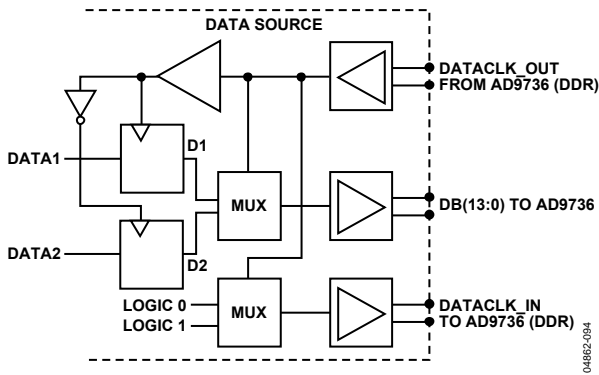 DATA SOURCE
DATACLK_OUT
FROM AD9736 (DDR)
DATA1
D1
MUX
DB(13:0) TO AD9736
DATA2
D2
LOGIC 0
LOGIC 1
MUX
DATACLK_IN
TO AD9736 (DDR)
04862-094